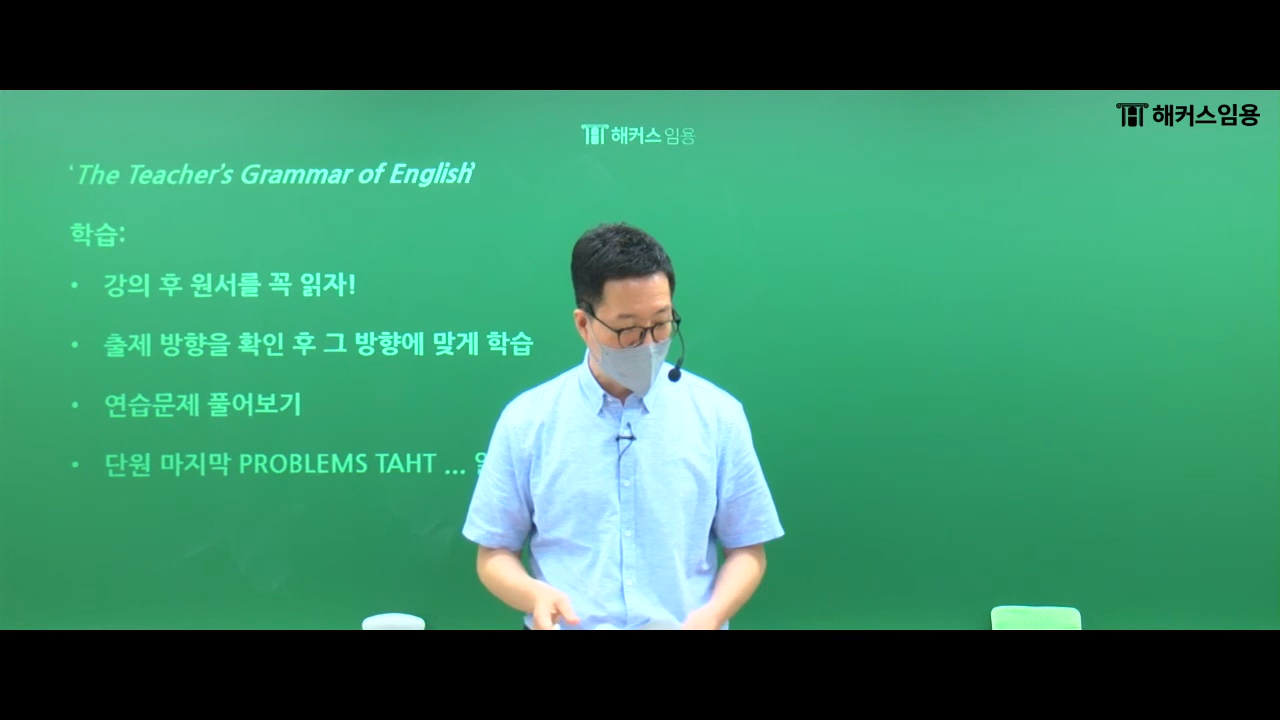 해커스임용
해커스 임용
'The Teacher's Grammar of English'
학습:
• 강의 후 원서를 꼭 읽자!
• 출제 방향을 확인 후 그 방향에 맞게 학습
• 연습문제 풀어보기
• 단원 마지막 PROBLEMS TAHT ...